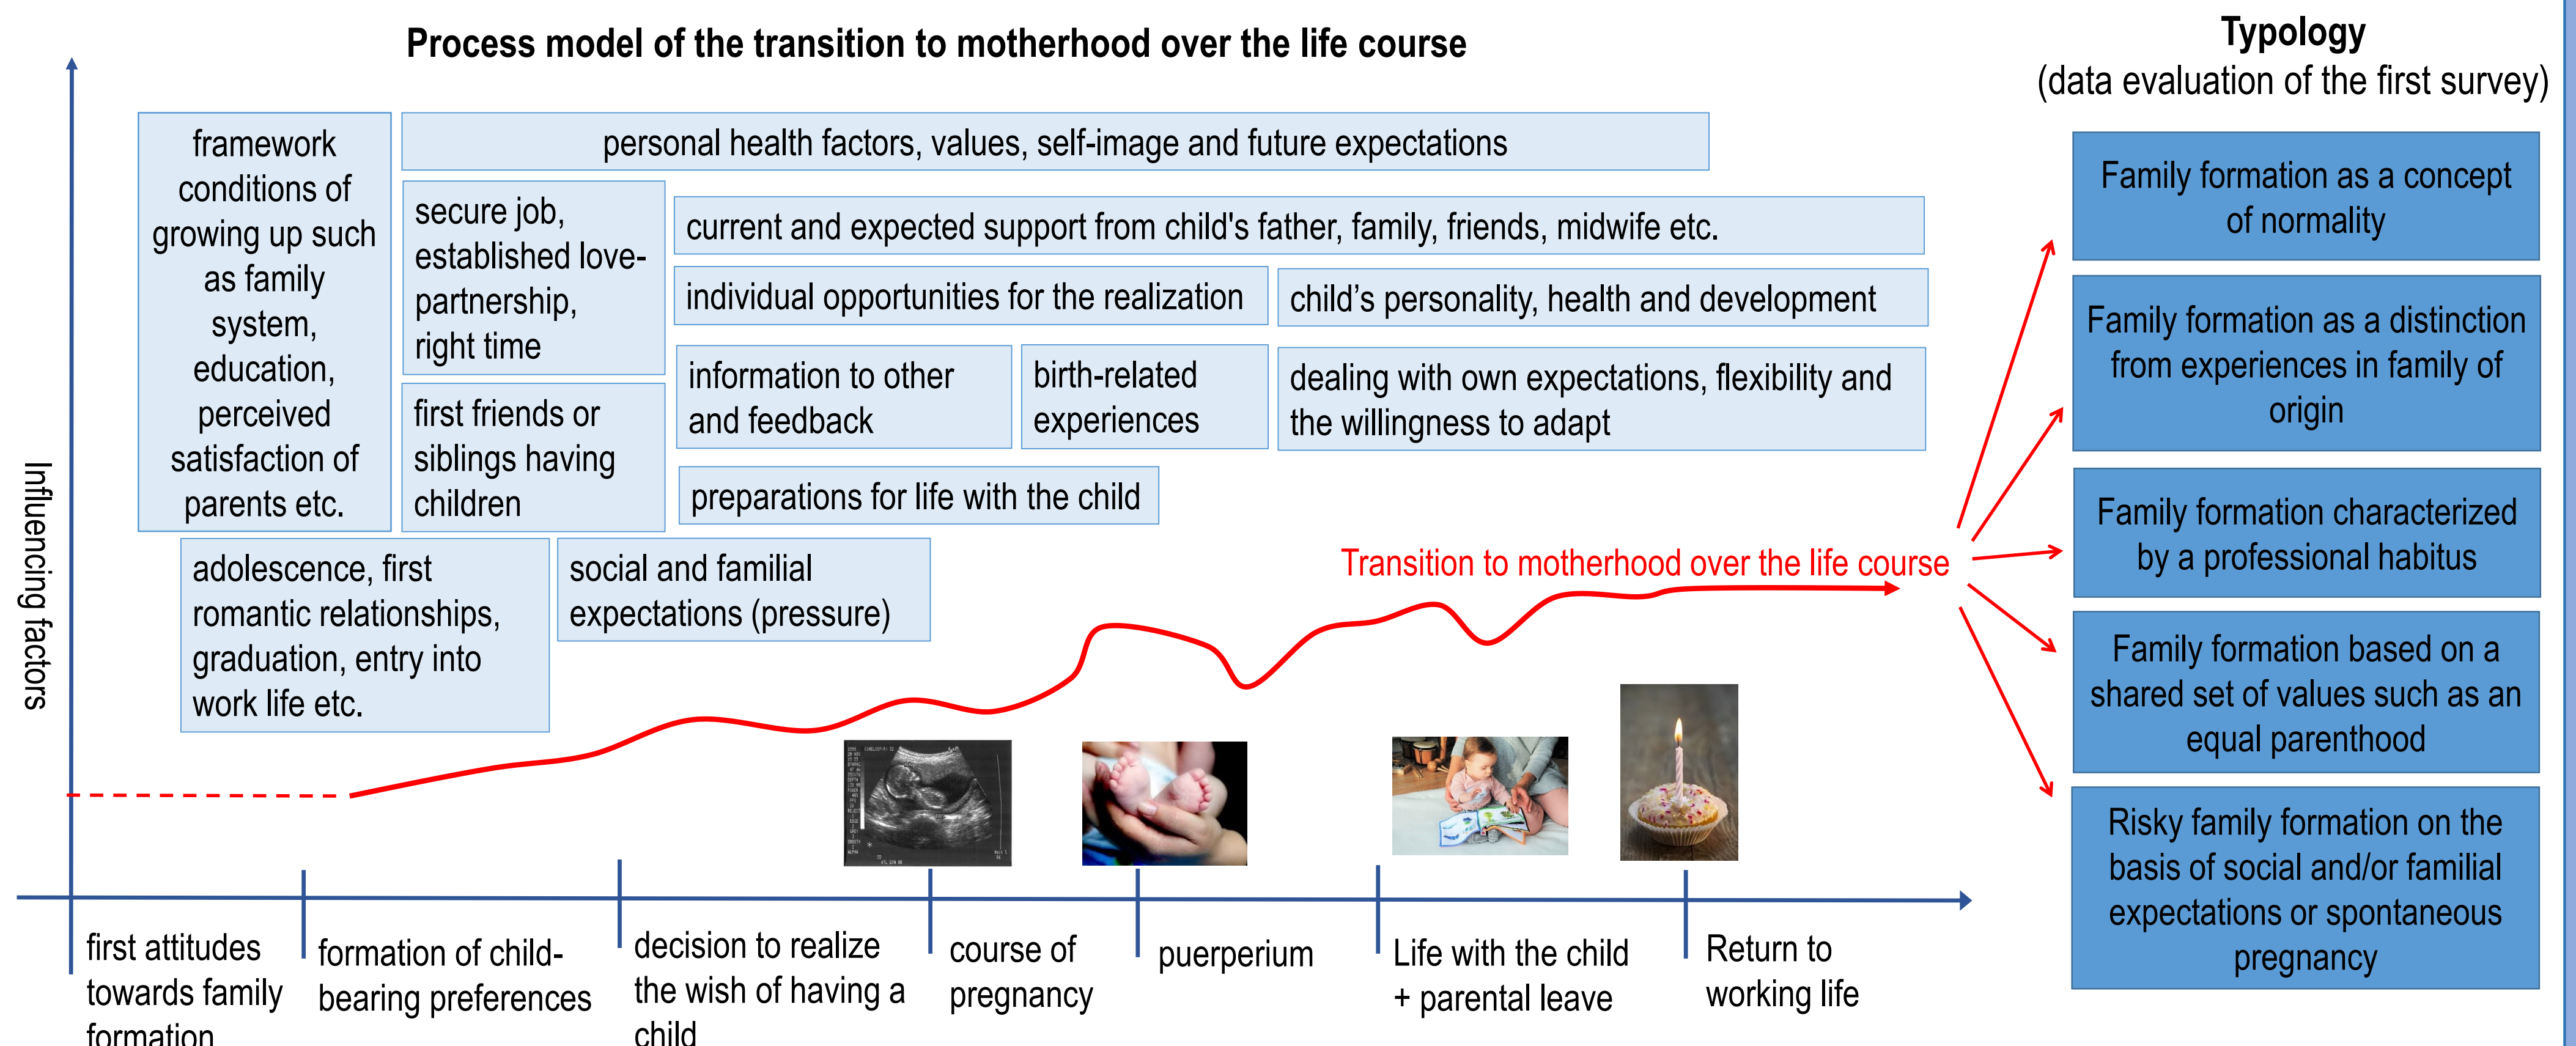 Process model of the transition to motherhood over the life course
Typology
(data evaluation of the first survey)
Influencing factors
framework
conditions of
growing up such
as family
system,
education,
perceived
satisfaction of
parents etc.
personal health factors, values, self-image and future expectations
secure job,
established love-
partnership,
right time
current and expected support from child's father, family, friends, midwife etc.
individual opportunities for the realization
child’s personality, health and development
first friends or
siblings having
children
information to other
and feedback
birth-related
experiences
dealing with own expectations, flexibility and
the willingness to adapt
preparations for life with the child
adolescence, first
romantic relationships,
graduation, entry into
work life etc.
social and familial
expectations (pressure)
Transition to motherhood over the life course
first attitudes
towards family
formation
formation of child-
bearing preferences
decision to realize
the wish of having a
child
course of
pregnancy
puerperium
Life with the child
+ parental leave
Return to
working life
Family formation as a concept
of normality
Family formation as a distinction
from experiences in family of
origin
Family formation characterized
by a professional habitus
Family formation based on a
shared set of values such as an
equal parenthood
Risky family formation on the
basis of social and/or familial
expectations or spontaneous
pregnancy